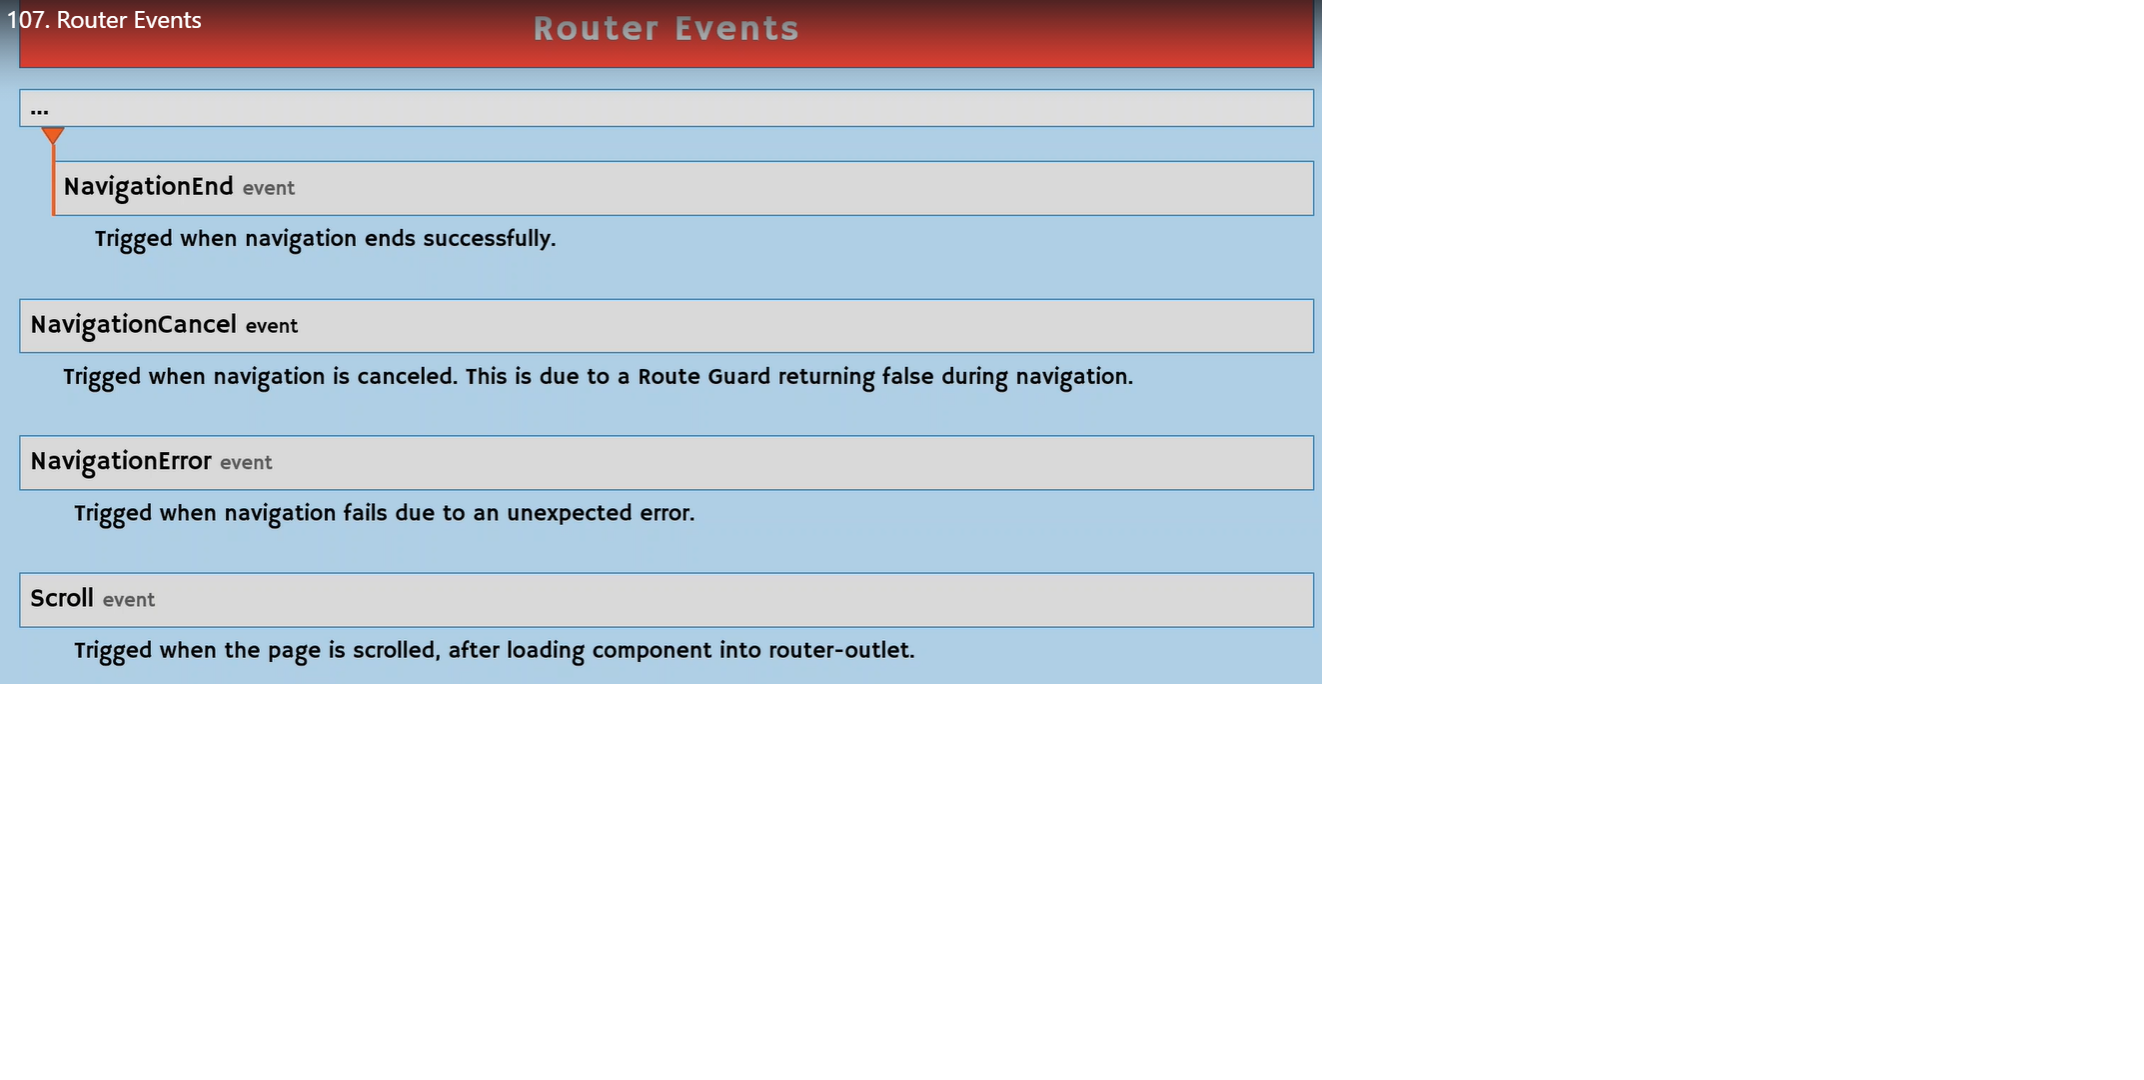 107. Router Events
Router Events
...
NavigationEnd event
Trigged when navigation ends successfully.
NavigationCancel event
Trigged when navigation is canceled. This is due to a Route Guard returning false during navigation.
NavigationError event
Trigged when navigation fails due to an unexpected error.
Scroll event
Trigged when the page is scrolled, after loading component into router-outlet.